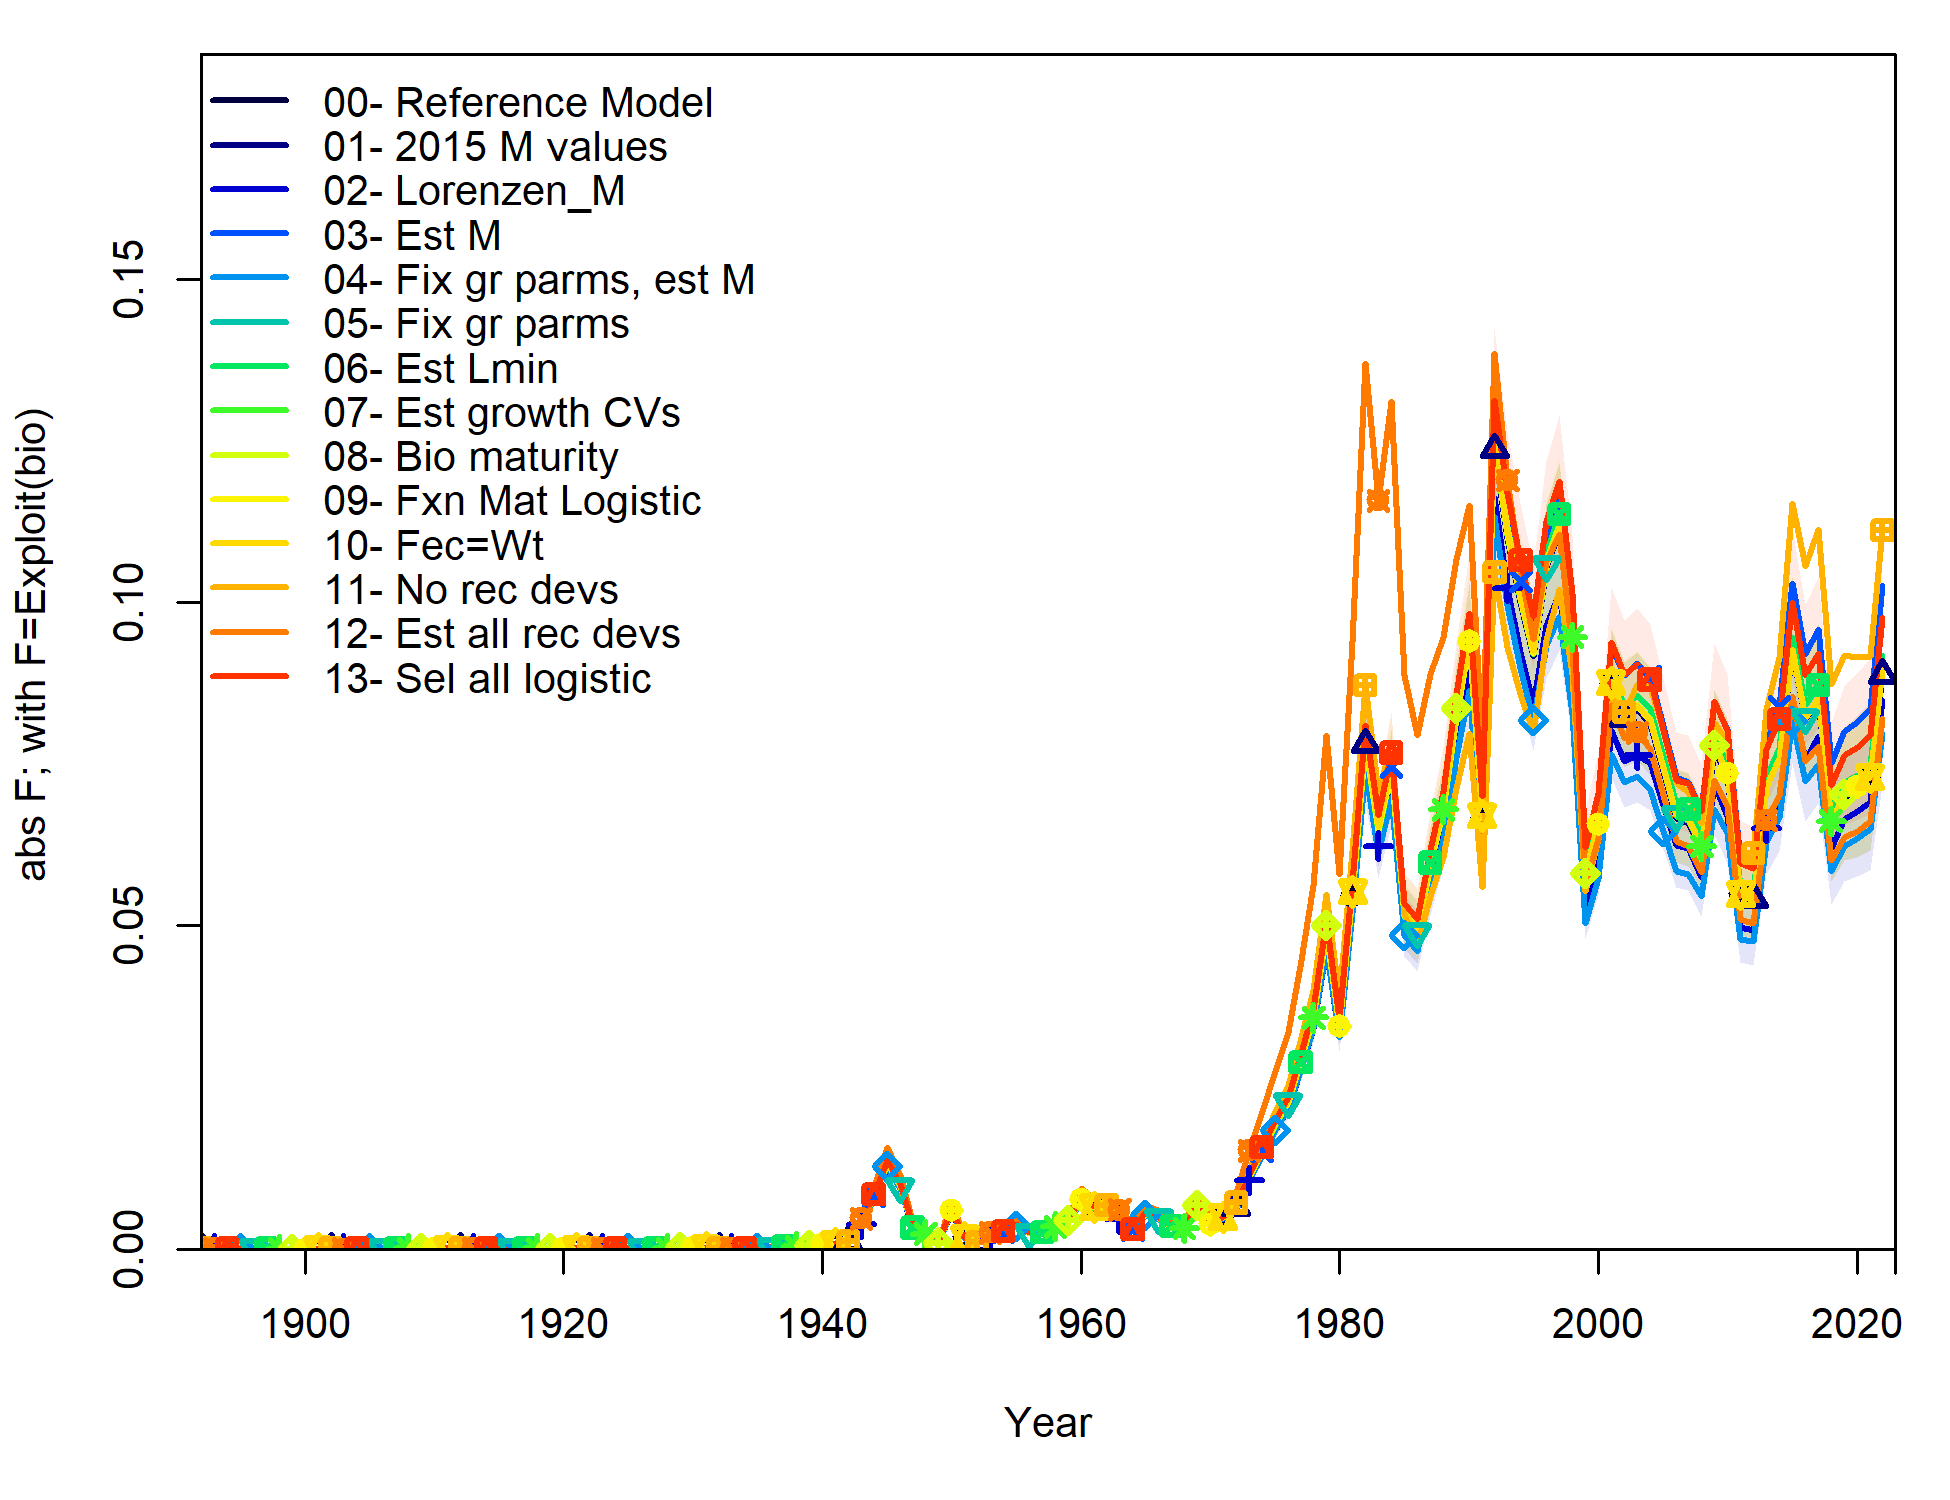 00- Reference Model
01- 2015 M values
02- Lorenzen_M
03- Est M
04- Fix gr parms, est M
05- Fix gr parms
06- Est Lmin
07- Est growth CVs
08- Bio maturity
09- Fxn Mat Logistic
10- Fec=Wt
11- No rec devs
12- Est all rec devs
13- Sel all logistic
abs F; with F=Exploit(bio)
0.15
0.10
0.05
0.00
1900 1920 1940 1960 1980 2000 2020
Year